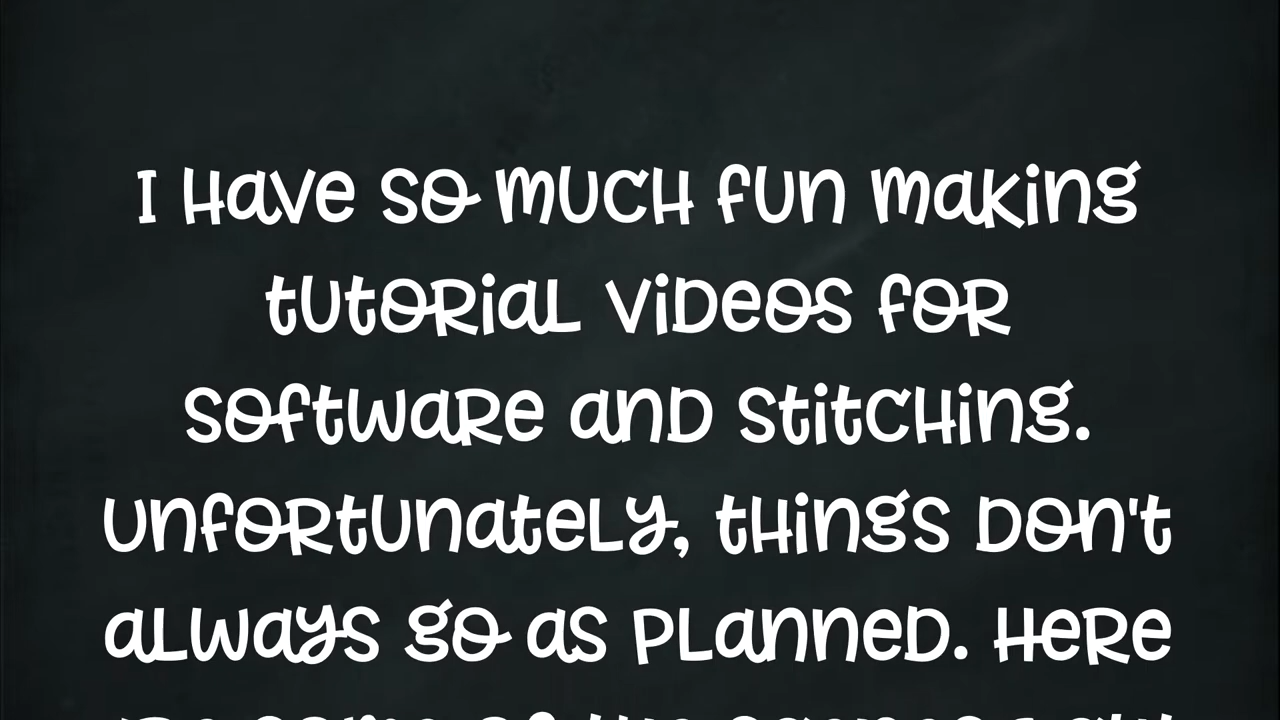 I Have so much fun making
tutorial videos for
software and stitching.
Unfortunately, things don't
always go as planned. Here